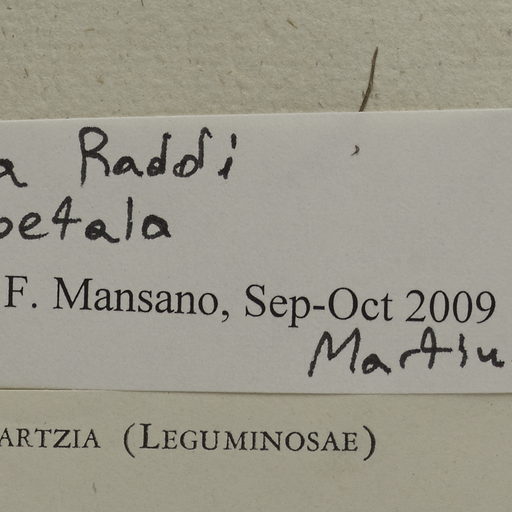 a Raddi
petala
F. Mansano, Sep-Oct 2009
Martiu
ARTZIA (LEGUMINOSAE)